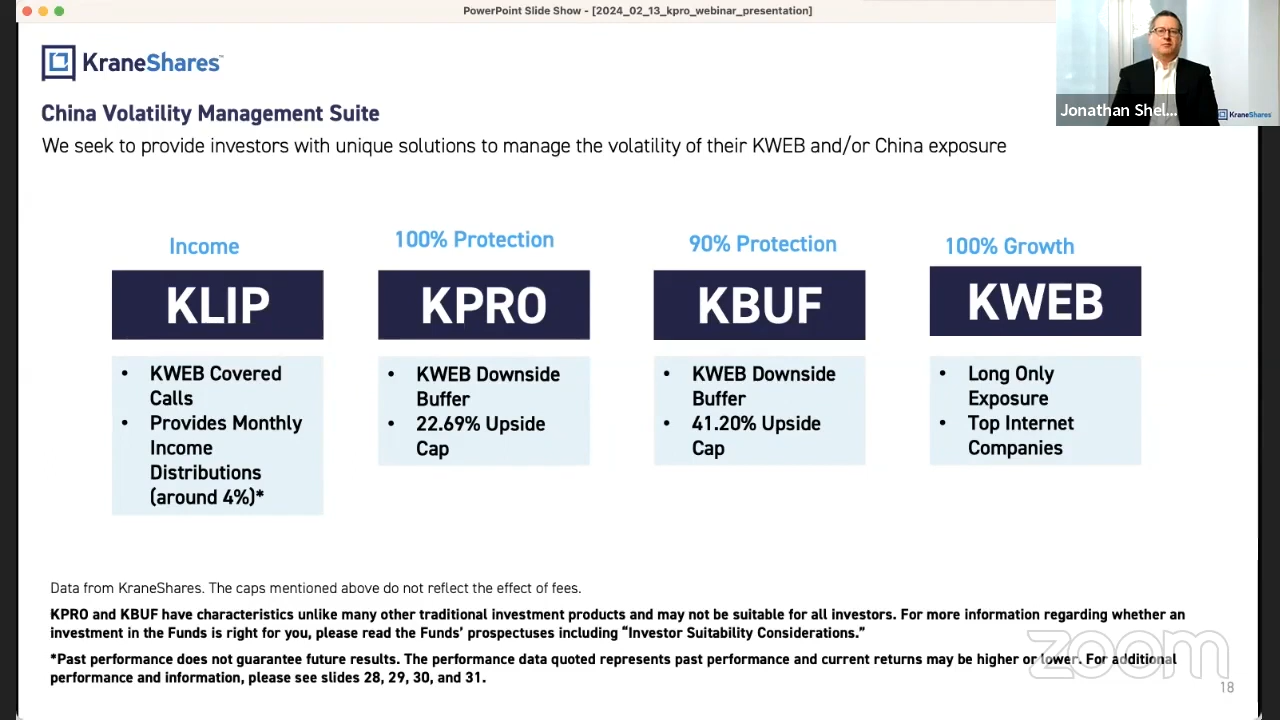 PowerPoint Slide Show - [2024_02_13_kpro_webinar_presentation]
KraneShares™
Jonathan Shel...
KraneShares
China Volatility Management Suite
We seek to provide investors with unique solutions to manage the volatility of their KWEB and/or China exposure
Income
KLIP
• KWEB Covered
Calls
• Provides Monthly
Income
Distributions
(around 4%)*
100% Protection
KPRO
• KWEB Downside
Buffer
• 22.69% Upside
Cap
90% Protection
KBUF
• KWEB Downside
Buffer
• 41.20% Upside
Cap
100% Growth
KWEB
• Long Only
Exposure
• Top Internet
Companies
Data from KraneShares. The caps mentioned above do not reflect the effect of fees.
KPRO and KBUF have characteristics unlike many other traditional investment products and may not be suitable for all investors. For more information regarding whether an
investment in the Funds is right for you, please read the Funds' prospectuses including “Investor Suitability Considerations.”
*Past performance does not guarantee future results. The performance data quoted represents past performance and current returns may be higher or lower. For additional
performance and information, please see slides 28, 29, 30, and 31.
zoom
18